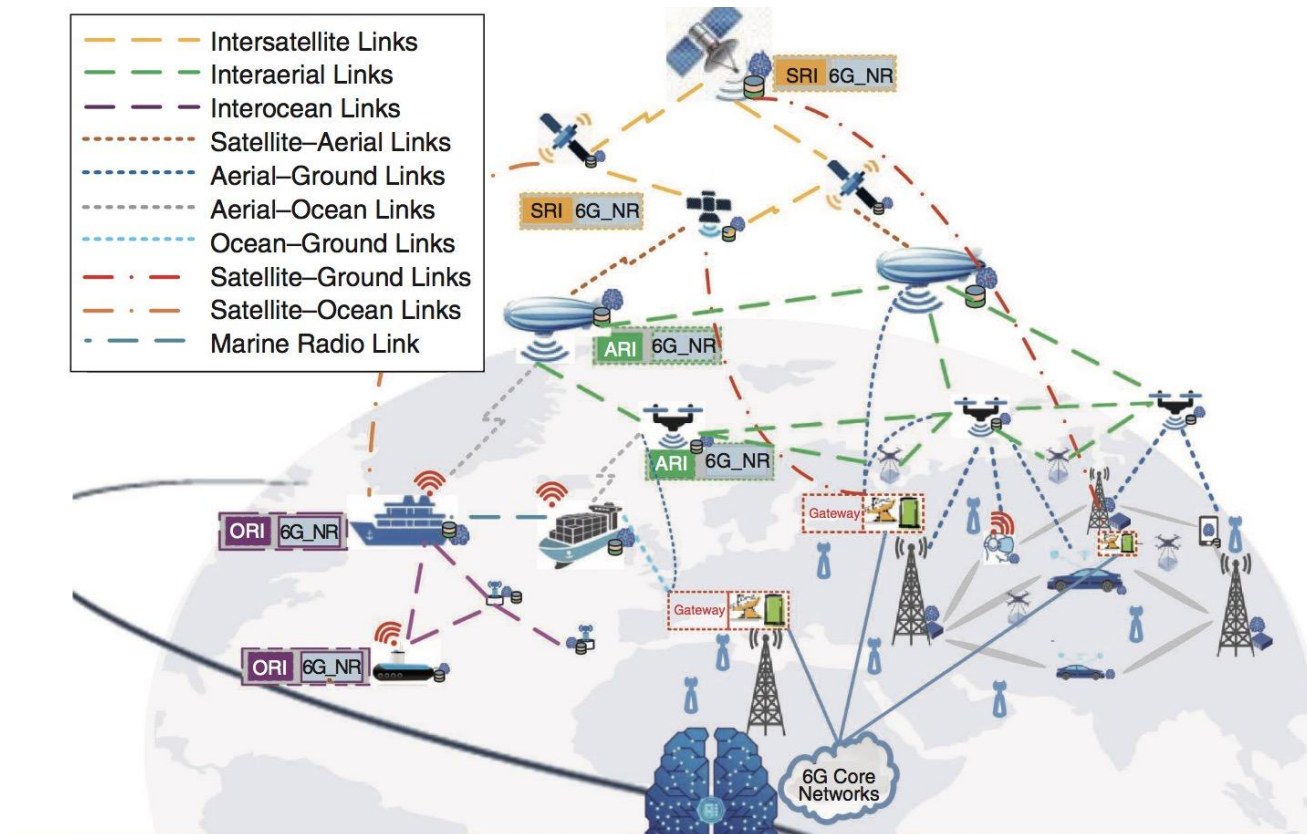 Intersatellite Links
Interaerial Links
Interocean Links
Satellite–Aerial Links
Aerial–Ground Links
Aerial–Ocean Links
Ocean–Ground Links
Satellite–Ground Links
Satellite–Ocean Links
Marine Radio Link
SRI 6G_NR
SRI 6G_NR
ARI 6G_NR
ARI 6G_NR
Gateway
ORI 6G_NR
Gateway
ORI 6G_NR
6G Core
Networks